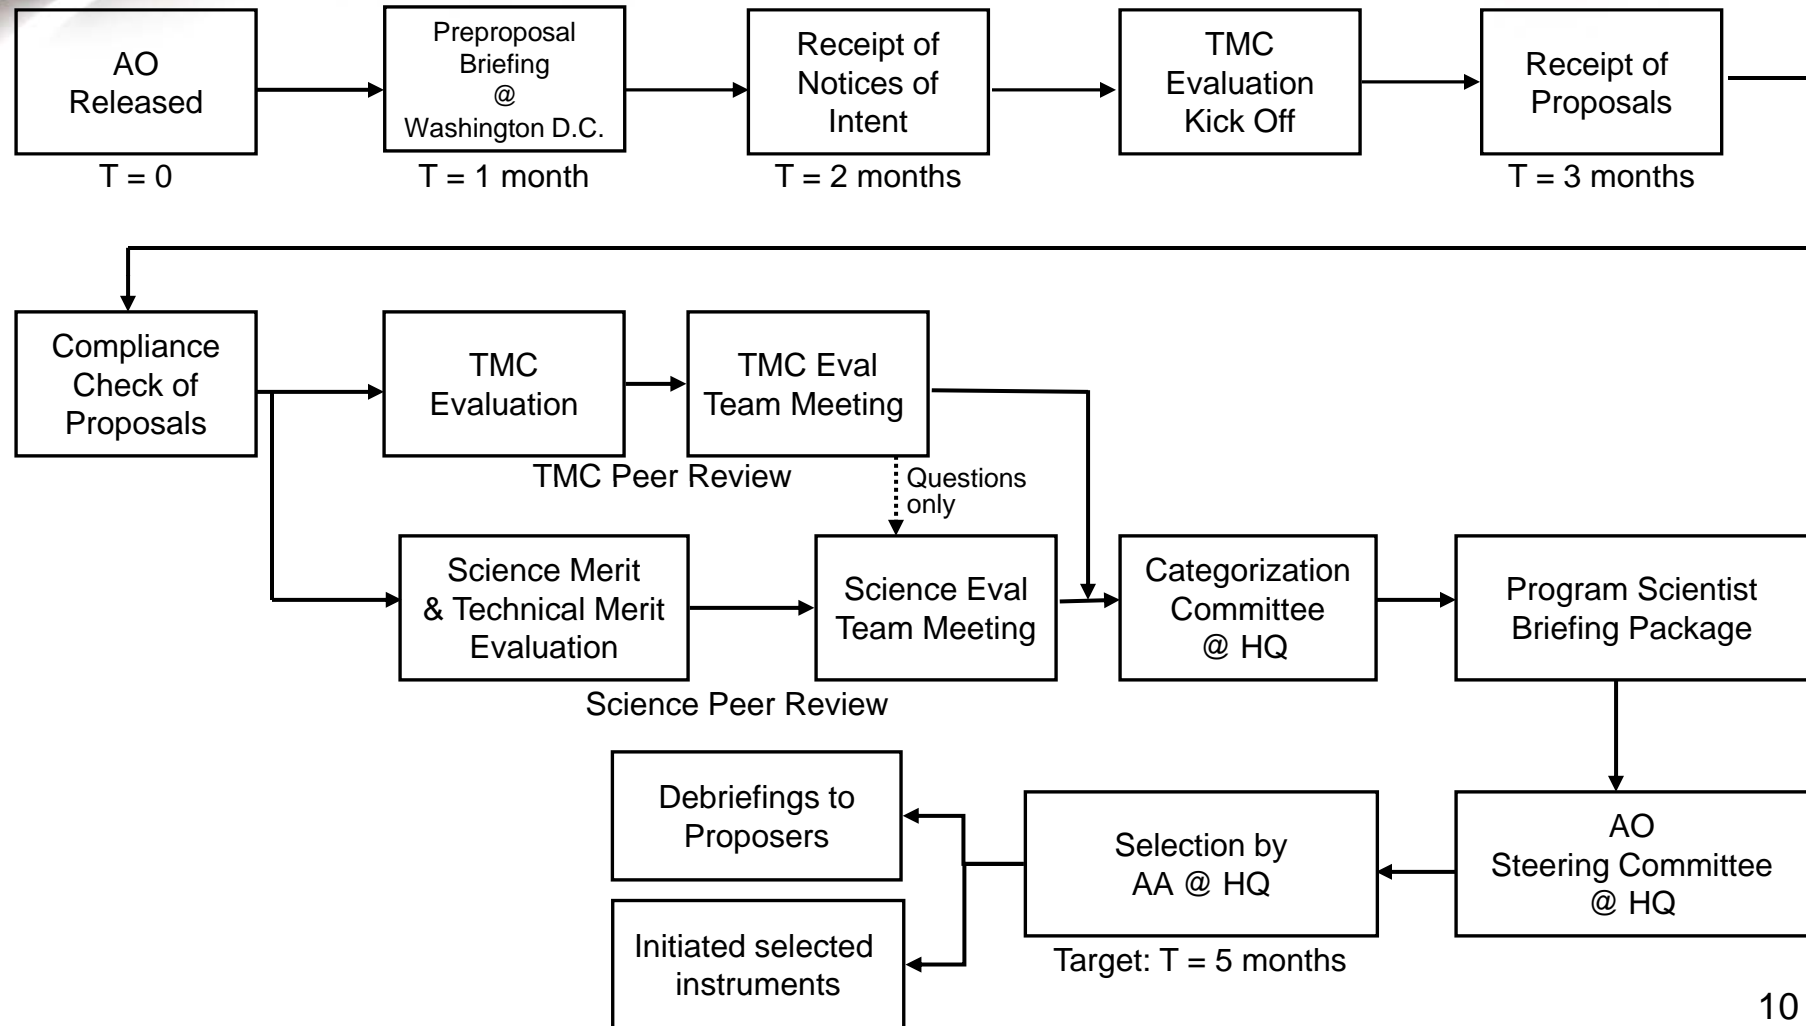 AO
Released
T = 0
Preproposal
Briefing
@
Washington D.C.
T = 1 month
Receipt of
Notices of
Intent
T = 2 months
TMC
Evaluation
Kick Off
Receipt of
Proposals
T = 3 months
Compliance
Check of
Proposals
TMC
Evaluation
TMC Eval
Team Meeting
TMC Peer Review
Questions
only
Science Merit
& Technical Merit
Evaluation
Science Eval
Team Meeting
Science Peer Review
Categorization
Committee
@ HQ
Program Scientist
Briefing Package
AO
Steering Committee
@ HQ
Selection by
AA @ HQ
Target: T = 5 months
Debriefings to
Proposers
Initiated selected
instruments
10